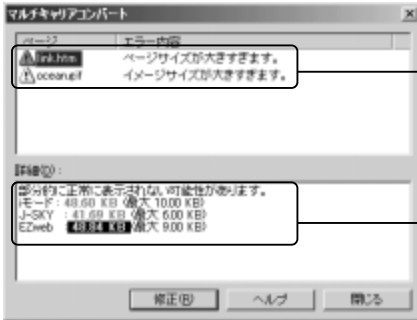 マルチキャリアコンバート
ページ エラー内容
link.htm ページサイズが大きすぎます。
ocean.gif イメージサイズが大きすぎます。
詳細(D):
部分的に正常に表示されない可能性があります。
iモード : 48.60 KB (最大 10.00 KB)
J-SKY : 41.69 KB (最大 6.00 KB)
EZweb : 48.84 KB (最大 9.00 KB)
修正(R) ヘルプ 閉じる